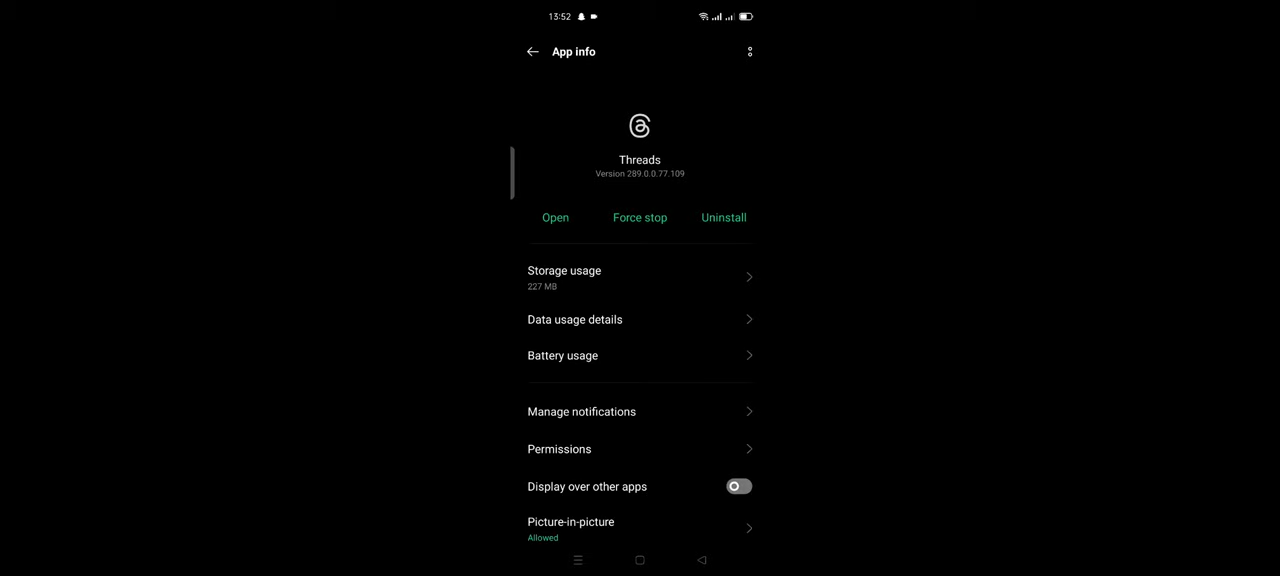 13:52
App info
Threads
Version 289.0.0.77.109
Open Force stop Uninstall
Storage usage
227 MB
Data usage details
Battery usage
Manage notifications
Permissions
Display over other apps
Picture-in-picture
Allowed